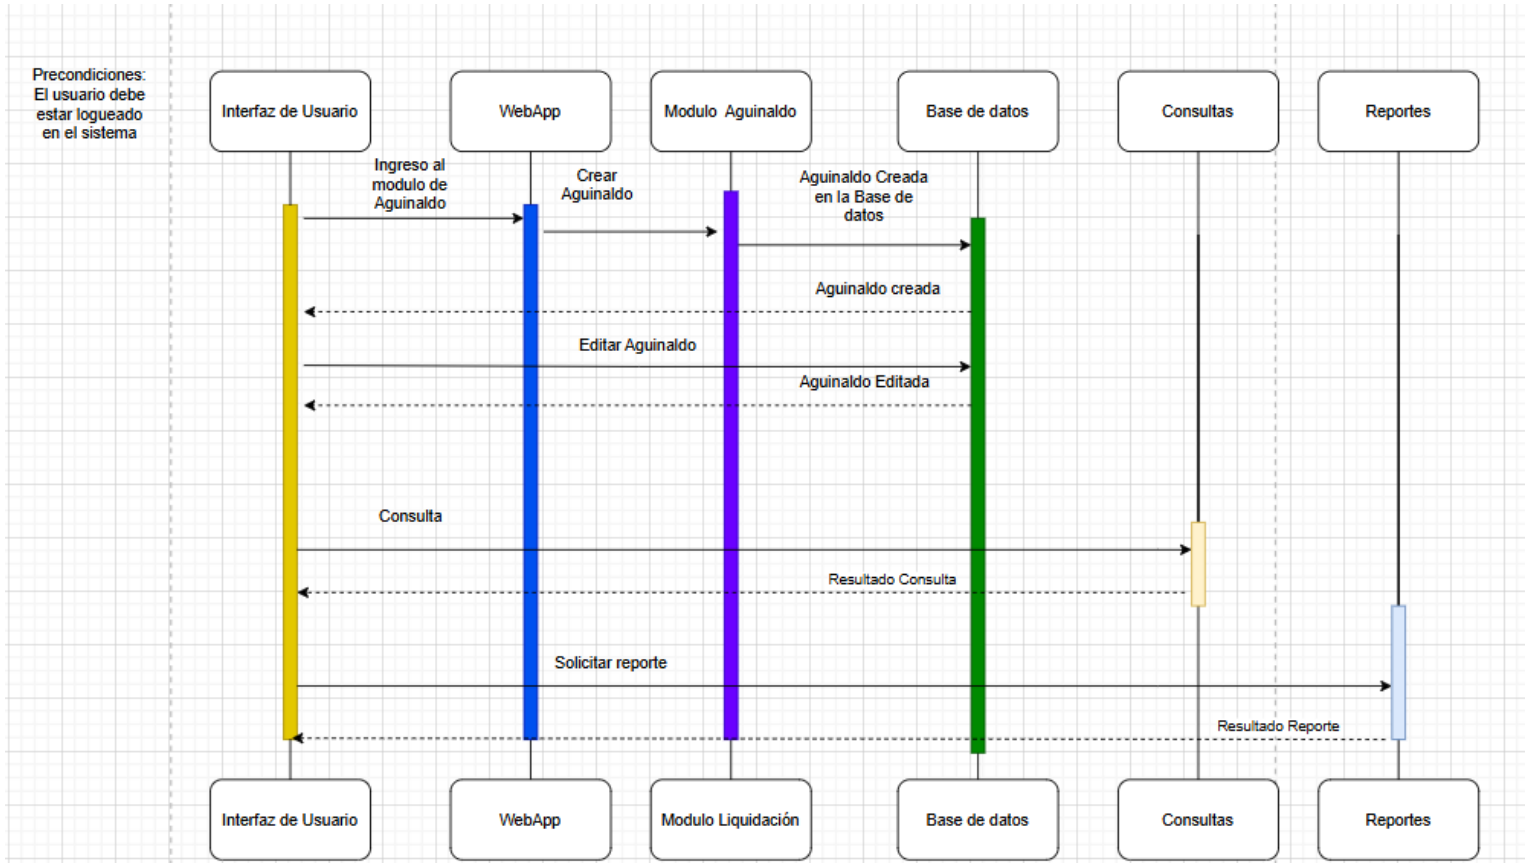 Precondiciones:
El usuario debe
estar logueado
en el sistema
Interfaz de Usuario
WebApp
Modulo Aguinaldo
Base de datos
Consultas
Reportes
Ingreso al
modulo de
Aguinaldo
Crear
Aguinaldo
Aguinaldo Creada
en la Base de
datos
Aguinaldo creada
Editar Aguinaldo
Aguinaldo Editada
Consulta
Resultado Consulta
Solicitar reporte
Resultado Reporte
Interfaz de Usuario
WebApp
Modulo Liquidación
Base de datos
Consultas
Reportes